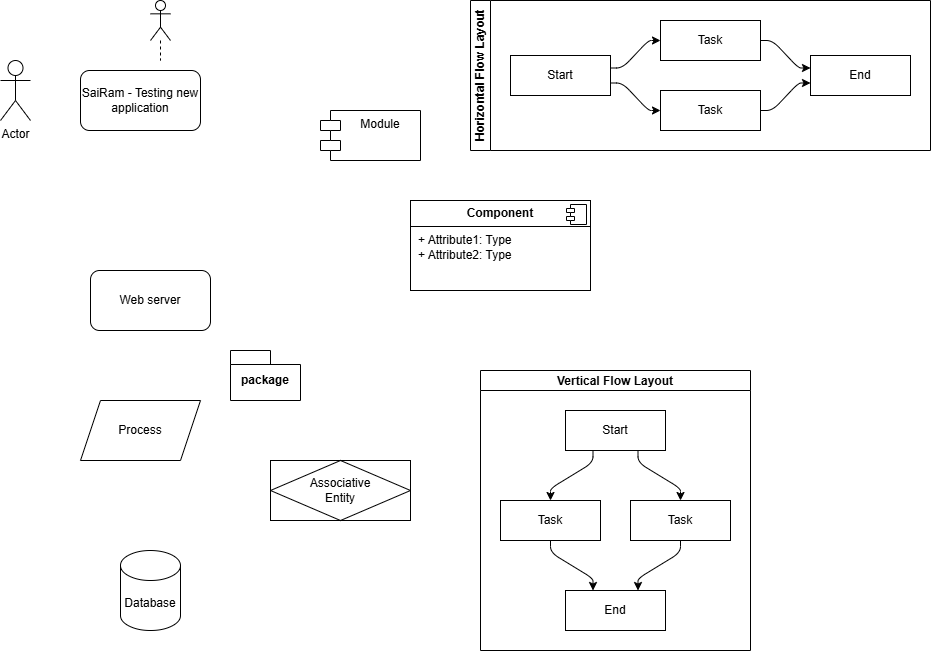 Actor
SaiRam - Testing new
application
Module
Horizontal Flow Layout
Start
Task
Task
End
Component
+ Attribute1: Type
+ Attribute2: Type
Web server
package
Process
Associative
Entity
Database
Vertical Flow Layout
Start
Task
Task
End